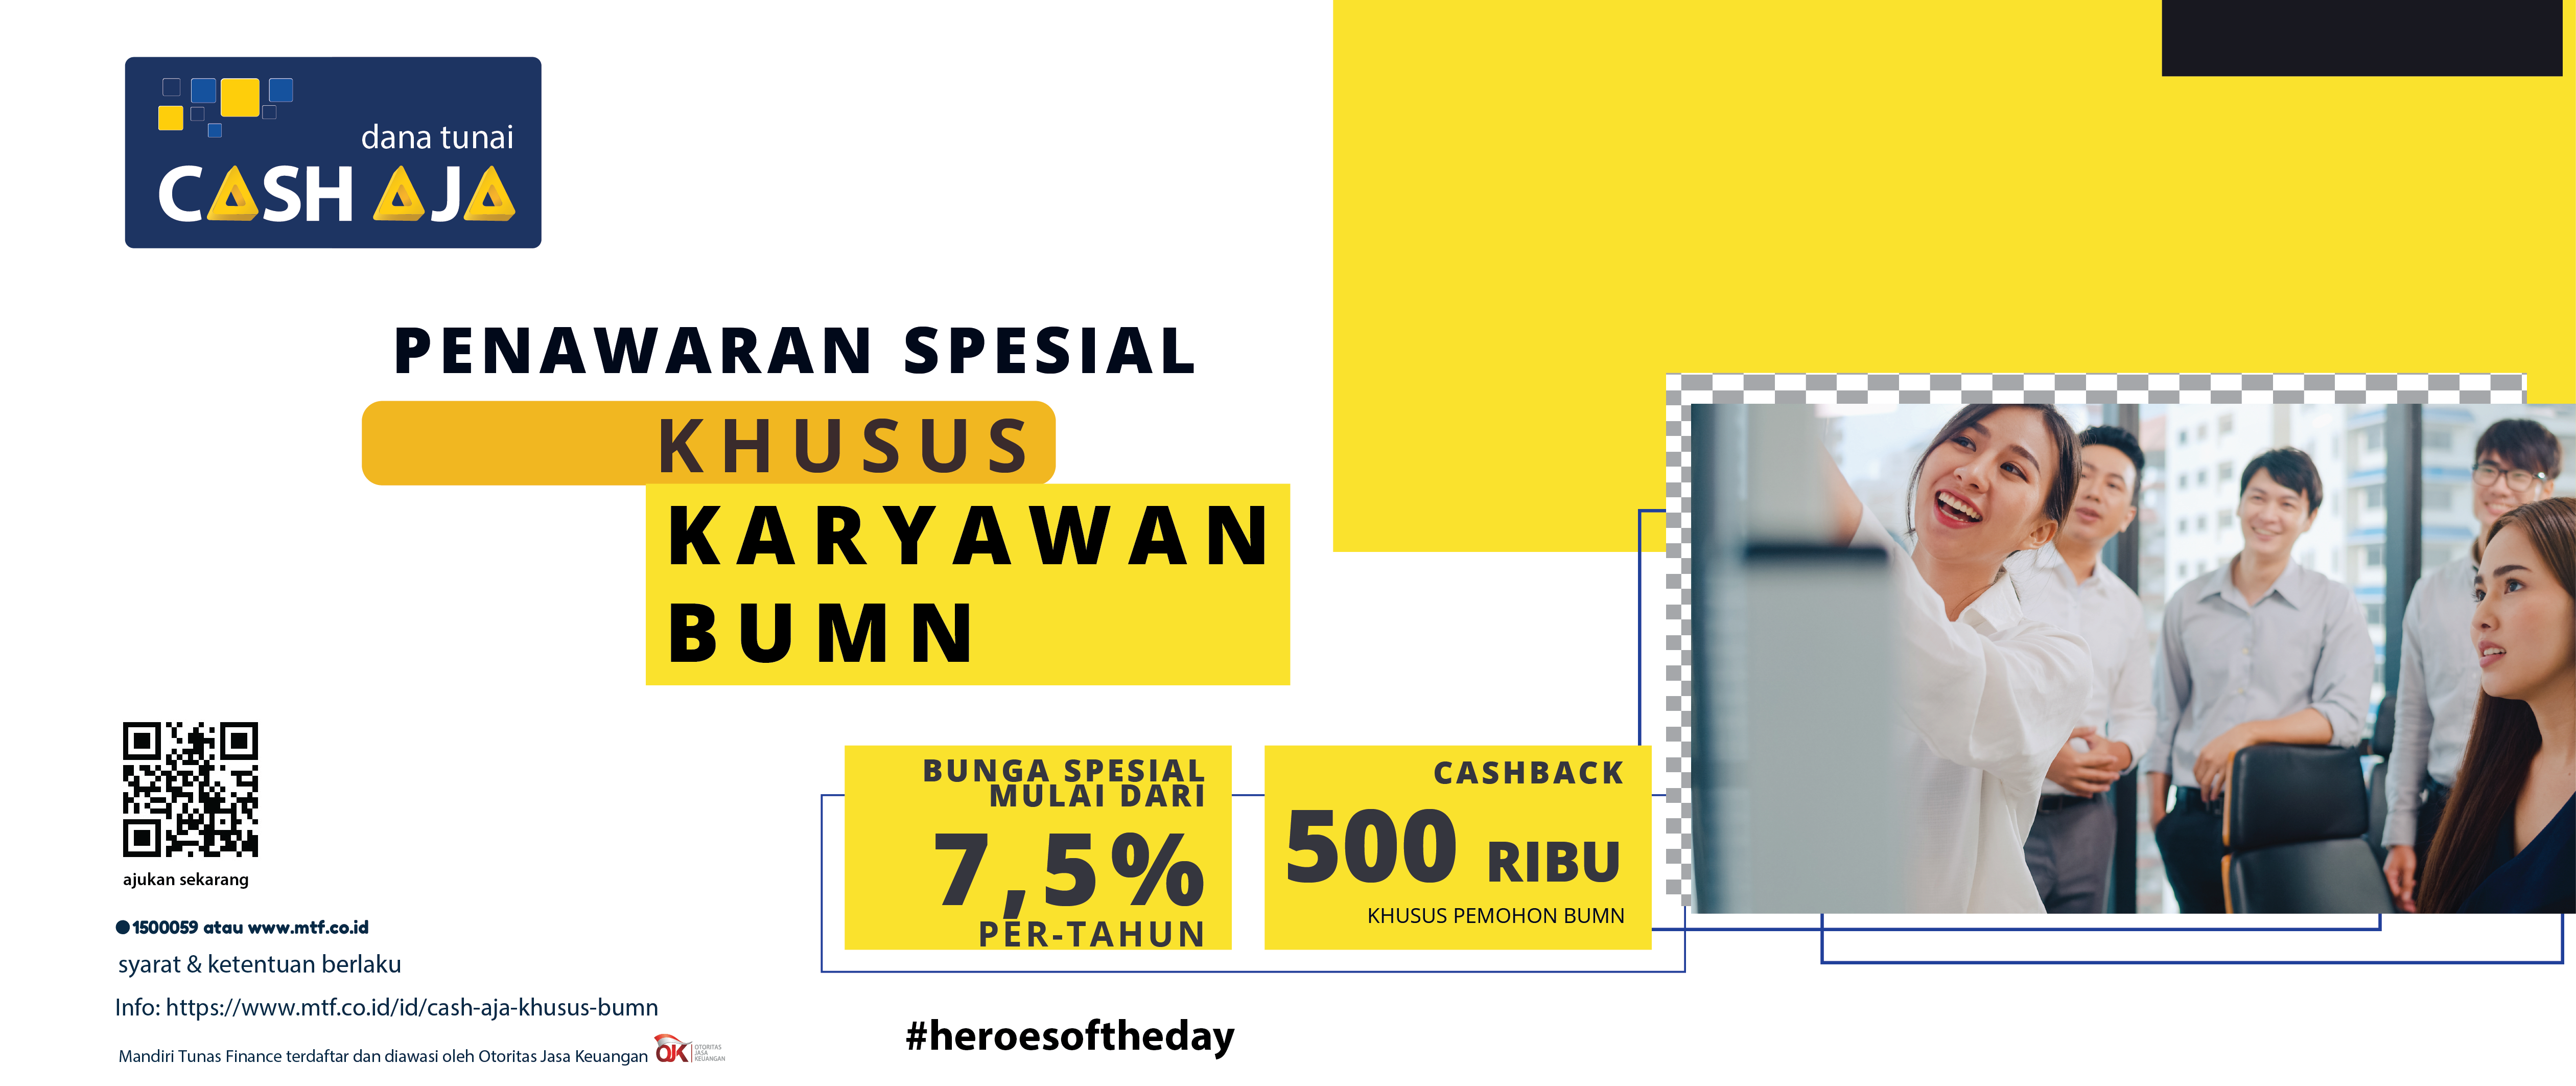 dana tunai
CASH AJA
PENAWARAN SPESIAL
KHUSUS
KARYAWAN
BUMN
BUNGA SPESIAL
MULAI DARI
7,5%
PER-TAHUN
CASHBACK
500 RIBU
KHUSUS PEMOHON BUMN
ajukan sekarang
1500059 atau www.mtf.co.id
syarat & ketentuan berlaku
Info: https://www.mtf.co.id/id/cash-aja-khusus-bumn
Mandiri Tunas Finance terdaftar dan diawasi oleh Otoritas Jasa Keuangan
OJK
OTORITAS
JASA
KEUANGAN
#heroesoftheday